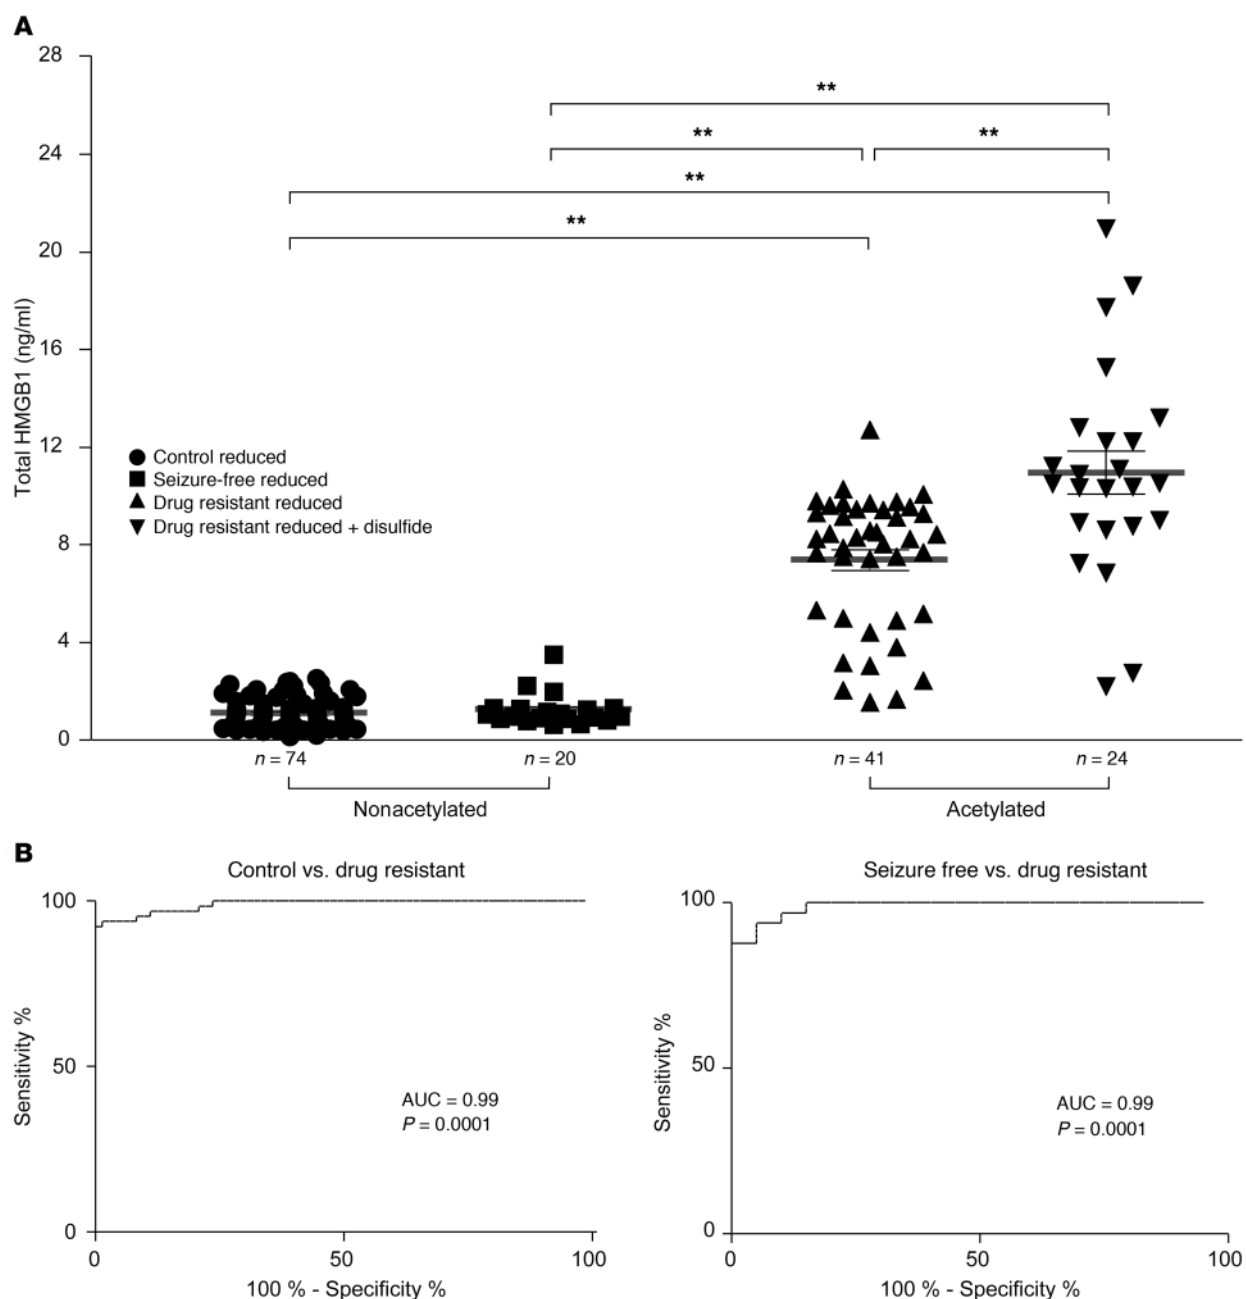 A
28
24
20
16
12
8
4
0
Total HMGB1 (ng/ml)
**
**
**
**
**
Control reduced
Seizure-free reduced
Drug resistant reduced
Drug resistant reduced + disulfide
n = 74
n = 20
n = 41
n = 24
Nonacetylated
Acetylated
B
Control vs. drug resistant
100
50
0
Sensitivity %
AUC = 0.99
P = 0.0001
0
50
100
100 % - Specificity %
Seizure free vs. drug resistant
100
50
0
Sensitivity %
AUC = 0.99
P = 0.0001
0
50
100
100 % - Specificity %